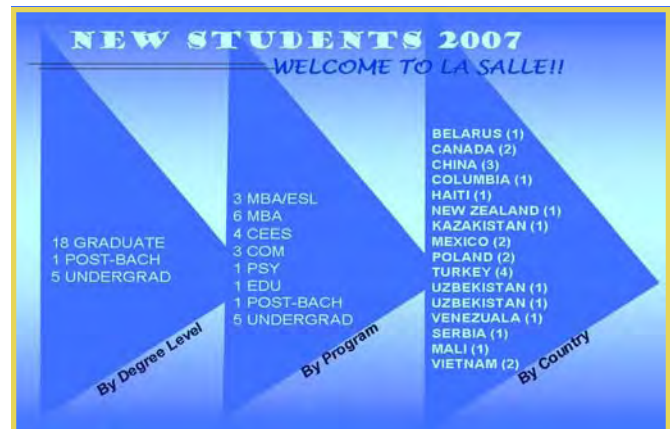 NEW STUDENTS 2007
WELCOME TO LA SALLE!!
18 GRADUATE
1 POST-BACH
5 UNDERGRAD
By Degree Level
3 MBA/ESL
6 MBA
4 CEES
3 COM
1 PSY
1 EDU
1 POST-BACH
5 UNDERGRAD
By Program
BELARUS (1)
CANADA (2)
CHINA (3)
COLUMBIA (1)
HAITI (1)
NEW ZEALAND (1)
KAZAKISTAN (1)
MEXICO (2)
POLAND (2)
TURKEY (4)
UZBEKISTAN (1)
UZBEKISTAN (1)
VENEZUALA (1)
SERBIA (1)
MALI (1)
VIETNAM (2)
By Country